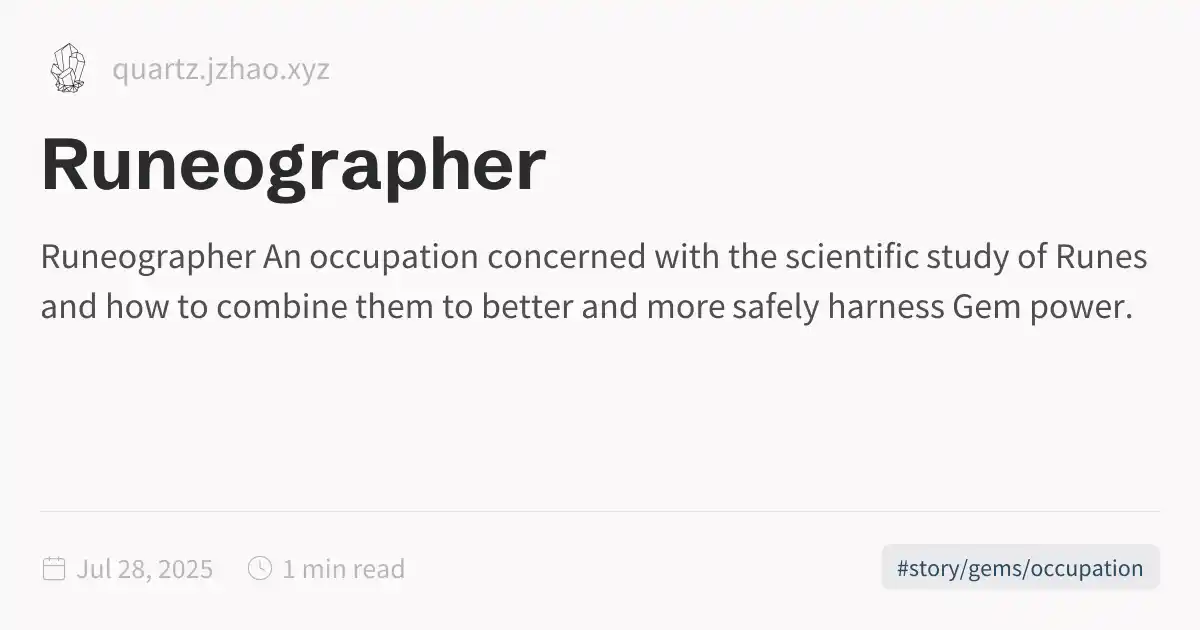 quartz.jzhao.xyz
Runeographer
Runeographer An occupation concerned with the scientific study of Runes
and how to combine them to better and more safely harness Gem power.
Jul 28, 2025 1 min read #story/gems/occupation